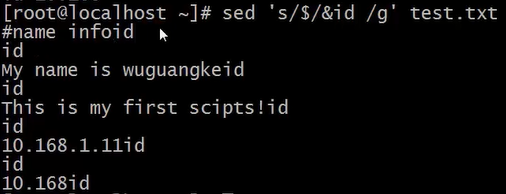 [root@localhost ~]# sed 's/$/&id /g' test.txt
#name infoid
id
My name is wuguangkeid
id
This is my first scipts!id
id
10.168.1.11id
id
10.168id